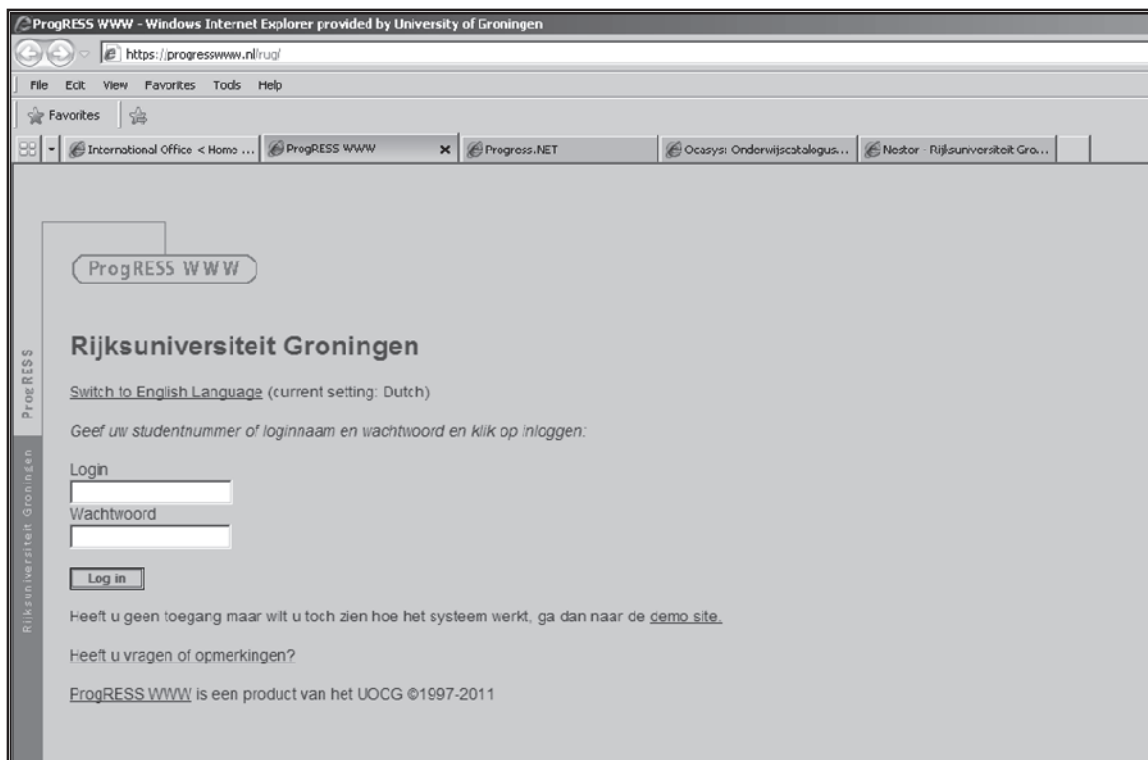 ProgRESS WWW - Windows Internet Explorer provided by University of Groningen
https://progresswww.nl/rug/
File Edit View Favorites Tools Help
Favorites
International Office < Home ... ProgRESS WWW Progress.NET Ocasys: Onderwijscatalogus... Nestor - Rijksuniversiteit Gro...
ProgRESS WWW
Rijksuniversiteit Groningen
Switch to English Language (current setting: Dutch)
Geef uw studentnummer of loginnaam en wachtwoord en klik op inloggen:
Login
Wachtwoord
Log in
Heeft u geen toegang maar wilt u toch zien hoe het systeem werkt, ga dan naar de demo site.
Heeft u vragen of opmerkingen?
ProgRESS WWW is een product van het UOCG ©1997-2011
ProgRESS
Rijksuniversiteit Groningen